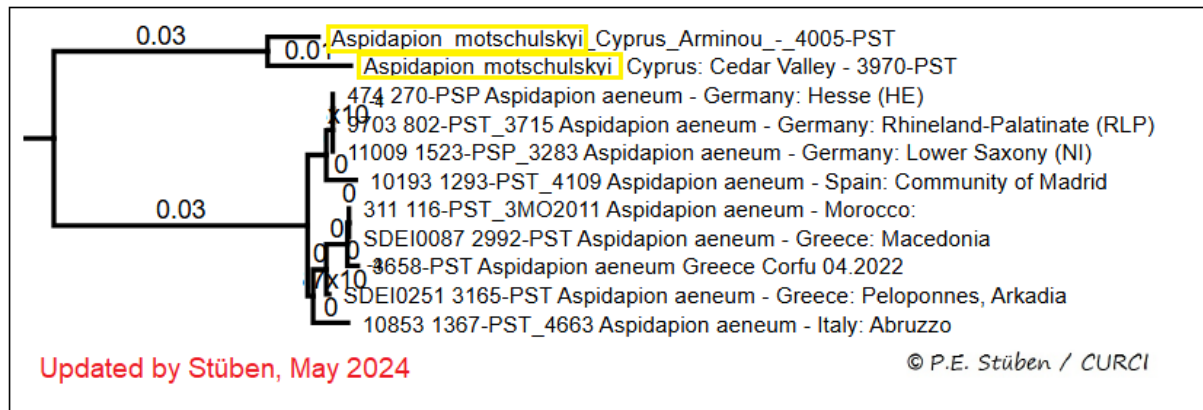 0.03
Aspidapion motschulskyi_Cyprus_Arminou_-_4005-PST
0.01
Aspidapion motschulskyi Cyprus: Cedar Valley - 3970-PST
474 270-PSP Aspidapion aeneum - Germany: Hesse (HE)
9703 802-PST_3715 Aspidapion aeneum - Germany: Rhineland-Palatinate (RLP)
11009 1523-PSP_3283 Aspidapion aeneum - Germany: Lower Saxony (NI)
0
10193 1293-PST_4109 Aspidapion aeneum - Spain: Community of Madrid
0
0.03
311 116-PST_3MO2011 Aspidapion aeneum - Morocco:
0
SDEI0087 2992-PST Aspidapion aeneum - Greece: Macedonia
0
0
3658-PST Aspidapion aeneum Greece Corfu 04.2022
SDEI0251 3165-PST Aspidapion aeneum - Greece: Peloponnes, Arkadia
0
10853 1367-PST_4663 Aspidapion aeneum - Italy: Abruzzo
Updated by Stüben, May 2024
© P.E. Stüben / CURCI